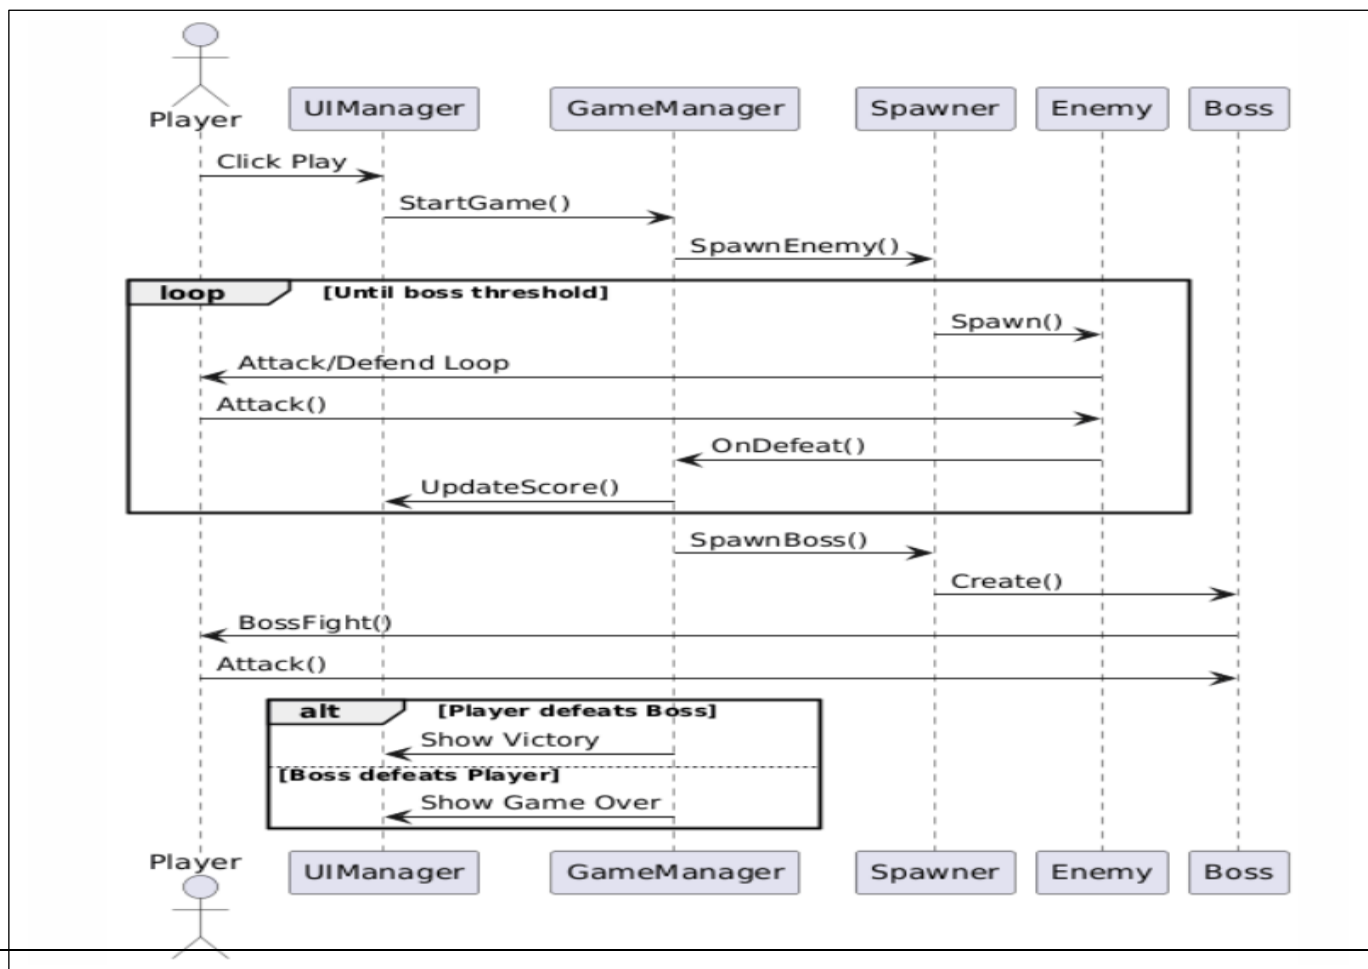 Player
UIManager
GameManager
Spawner
Enemy
Boss
Click Play
StartGame()
SpawnEnemy()
loop
[Until boss threshold]
Spawn()
Attack/Defend Loop
Attack()
OnDefeat()
UpdateScore()
SpawnBoss()
Create()
BossFight()
Attack()
alt
[Player defeats Boss]
Show Victory
[Boss defeats Player]
Show Game Over
Player
UIManager
GameManager
Spawner
Enemy
Boss